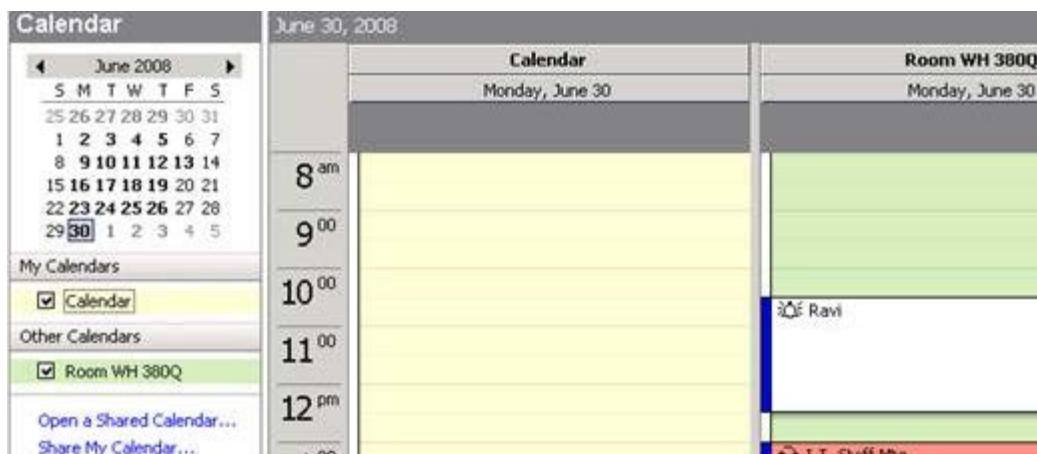 Calendar
June 30, 2008
June 2008
S M T W T F S
25 26 27 28 29 30 31
1 2 3 4 5 6 7
8 9 10 11 12 13 14
15 16 17 18 19 20 21
22 23 24 25 26 27 28
29 30 1 2 3 4 5
My Calendars
Calendar
Other Calendars
Room WH 380Q
Open a Shared Calendar...
Share My Calendar...
Calendar
Monday, June 30
8 am
9 00
10 00
11 00
12 pm
Room WH 380Q
Monday, June 30
Ravi
I.T. Staff Mtg